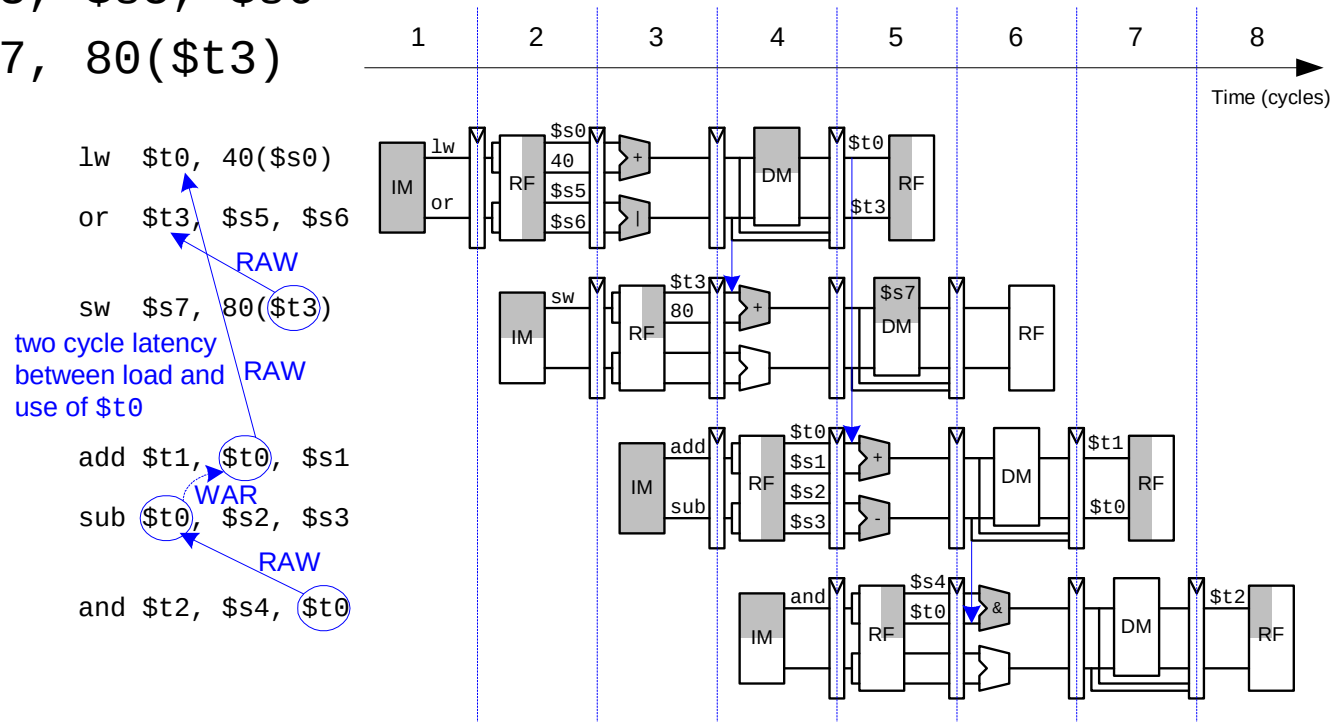 7, 80($t3)
1 2 3 4 5 6 7 8
Time (cycles)
lw $t0, 40($s0)
or $t3, $s5, $s6
RAW
sw $s7, 80($t3)
two cycle latency
between load and
use of $t0
RAW
add $t1, $t0, $s1
WAR
sub $t0, $s2, $s3
RAW
and $t2, $s4, $t0
IM
lw
or
RF
$s0
40
$s5
$s6
+
|
DM
$t0
$t3
RF
IM
sw
RF
$t3
80
+
$s7
DM
RF
IM
add
sub
RF
$t0
$s1
$s2
$s3
+
-
DM
$t1
$t0
RF
IM
and
RF
$s4
$t0
&
DM
$t2
RF